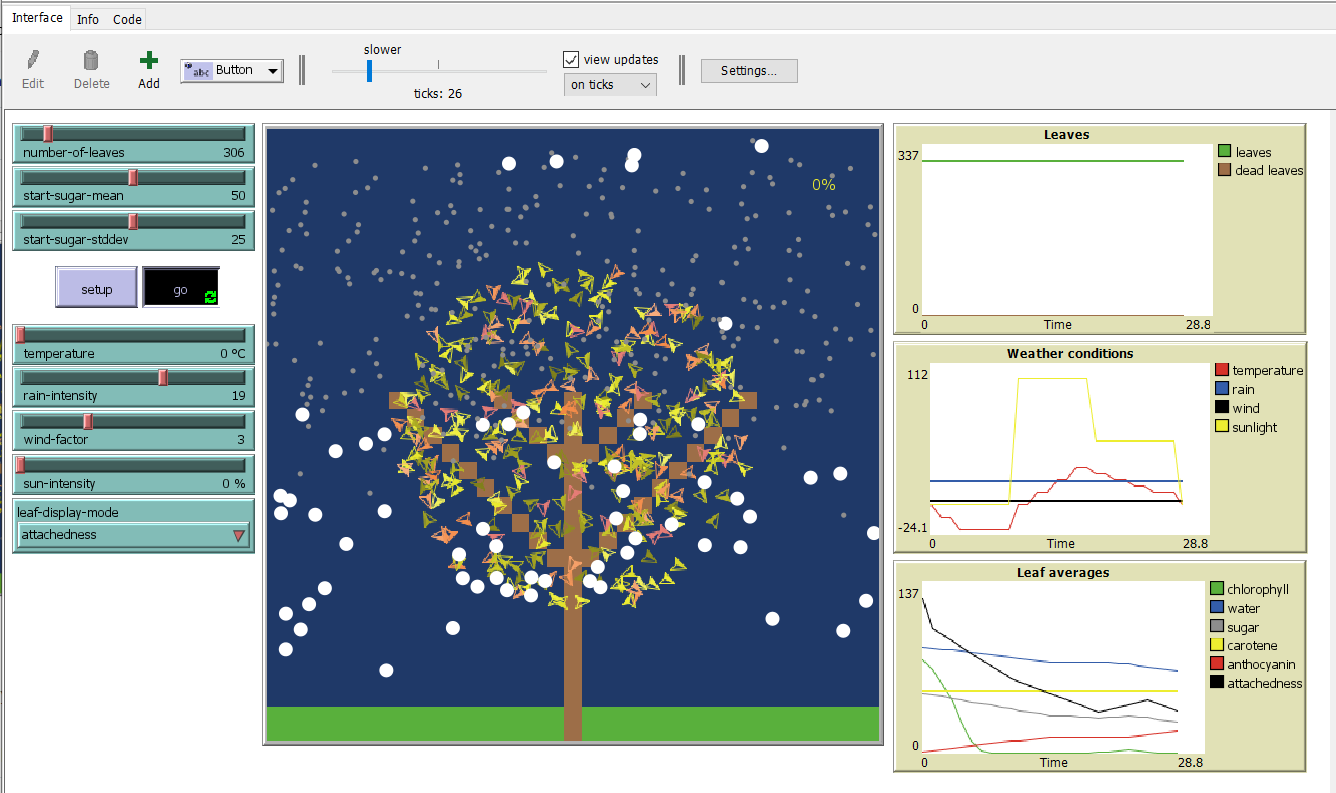 Interface Info Code
Edit Delete Add abc Button slower ticks: 26 view updates on ticks Settings...
number-of-leaves 306
start-sugar-mean 50
start-sugar-stddev 25
setup go
temperature 0 ºC
rain-intensity 19
wind-factor 3
sun-intensity 0 %
leaf-display-mode
attachedness
0%
Leaves
337
0
0 Time 28.8
leaves
dead leaves
Weather conditions
112
-24.1
0 Time 28.8
temperature
rain
wind
sunlight
Leaf averages
137
0
0 Time 28.8
chlorophyll
water
sugar
carotene
anthocyanin
attachedness